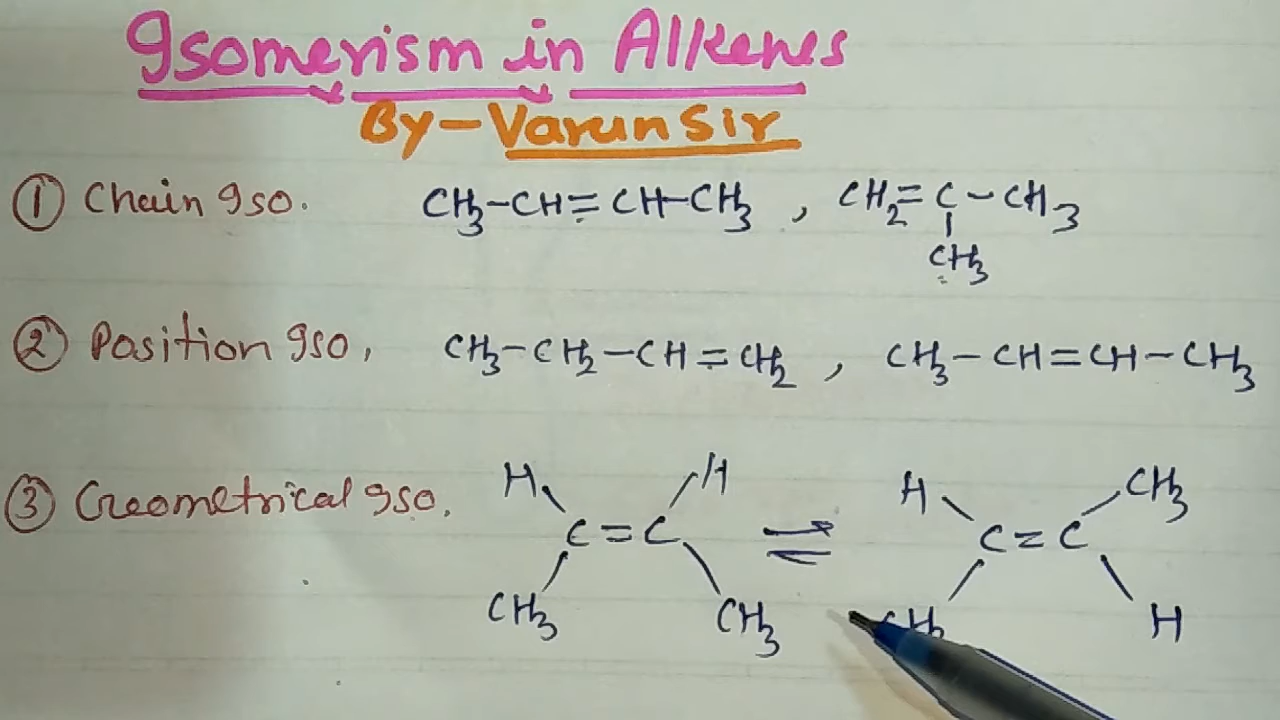 Isomerism in Alkenes
By - Varun Sir
① Chain Iso. CH3-CH=CH-CH3 , CH2=C-CH3
CH3
② Position Iso, CH3-CH2-CH=CH2 , CH3-CH=CH-CH3
③ Geometrical Iso. H H H CH3
C=C ⇌ C=C
CH3 CH3 CH3 H